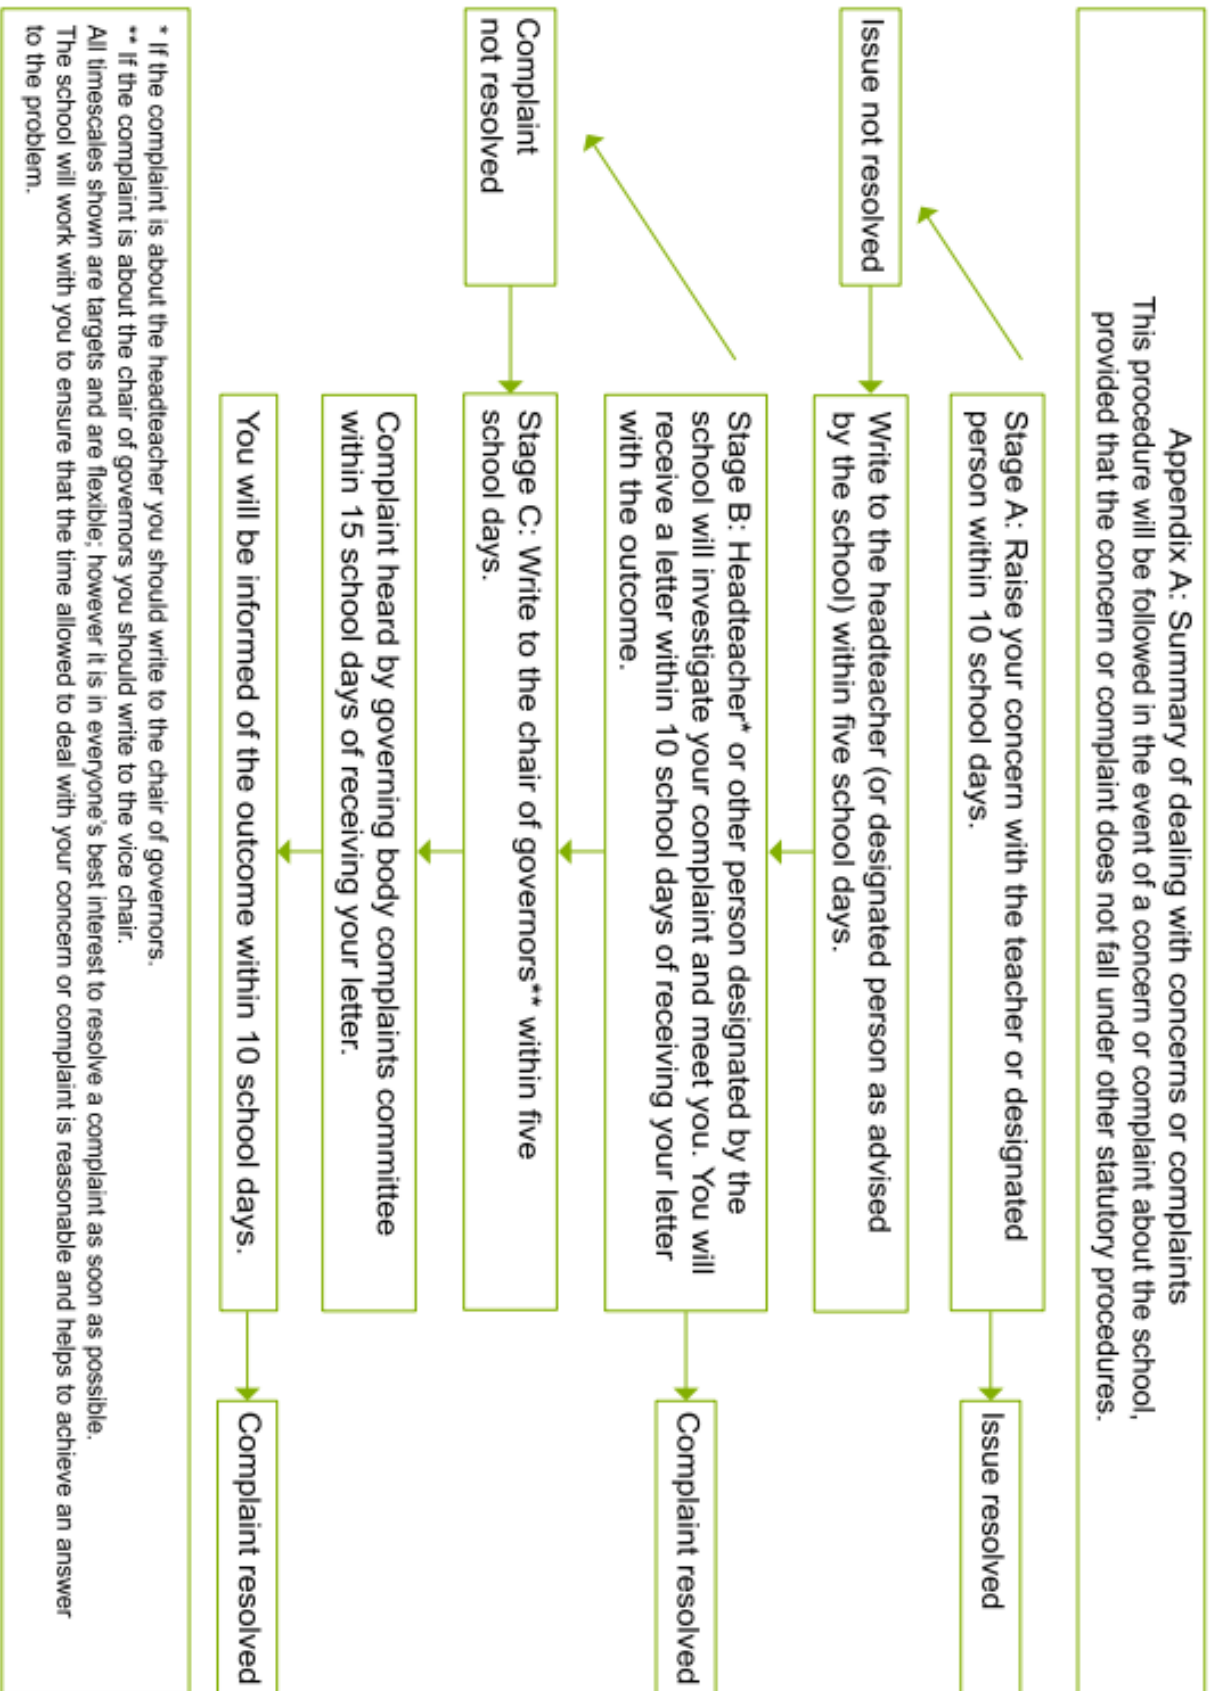 Appendix A: Summary of dealing with concerns or complaints
This procedure will be followed in the event of a concern or complaint about the school,
provided that the concern or complaint does not fall under other statutory procedures.
Stage A: Raise your concern with the teacher or designated
person within 10 school days.
Issue resolved
Issue not resolved
Write to the headteacher (or designated person as advised
by the school) within five school days.
Stage B: Headteacher* or other person designated by the
school will investigate your complaint and meet you. You will
receive a letter within 10 school days of receiving your letter
with the outcome.
Complaint resolved
Complaint
not resolved
Stage C: Write to the chair of governors** within five
school days.
Complaint heard by governing body complaints committee
within 15 school days of receiving your letter.
You will be informed of the outcome within 10 school days.
Complaint resolved
* If the complaint is about the headteacher you should write to the chair of governors.
** If the complaint is about the chair of governors you should write to the vice chair.
All timescales shown are targets and are flexible; however it is in everyone's best interest to resolve a complaint as soon as possible.
The school will work with you to ensure that the time allowed to deal with your concern or complaint is reasonable and helps to achieve an answer
to the problem.